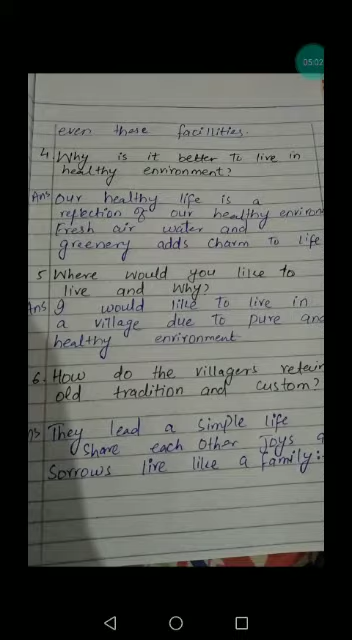 05:02
even these facillities.
4. Why is it better to live in
healthy environment?
Ans Our healthy life is a
reflection of our healthy environ
Fresh air water and
greenery adds charm to life
5 Where would you like to
live and why?
Ans I would like to live in
a village due to pure and
healthy environment
6. How do the villagers retain
old tradition and custom?
They lead a simple life
Share each other Joys
Sorrows live like a family: